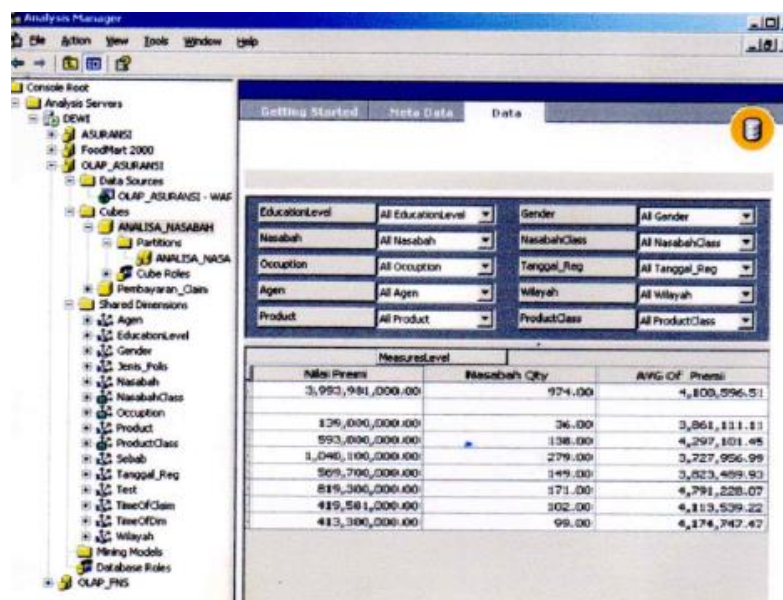 Analysis Manager
File Action View Tools Window Help
Console Root
Analysis Servers
DEWI
ASURANSI
FoodMart 2000
OLAP_ASURANSI
Data Sources
OLAP_ASURANSI - WAR
Cubes
ANALISA_NASABAH
Partitions
ANALISA_NASA
Cube Roles
Pembayaran_Claim
Shared Dimensions
Agen
EducationLevel
Gender
Jenis_Polis
Nasabah
NasabahClass
Occuption
Product
ProductClass
Sebab
Tanggal_Reg
Test
TimeOfClaim
TimeOfDm
Wilayah
Mining Models
Database Roles
OLAP_FNS
Getting Started Meta Data Data
EducationLevel All EducationLevel Gender All Gender
Nasabah All Nasabah NasabahClass All NasabahClass
Occuption All Occuption Tanggal_Reg All Tanggal_Reg
Agen All Agen Wilayah All Wilayah
Product All Product ProductClass All ProductClass
MeasuresLevel
Nilai Premi Nasabah Qty AVG Of Premi
3,993,981,000.00 974.00 4,100,596.51
139,000,000.00 36.00 3,861,111.11
593,000,000.00 138.00 4,297,101.45
1,040,100,000.00 279.00 3,727,956.99
569,700,000.00 149.00 3,823,489.93
819,300,000.00 171.00 4,791,228.07
419,581,000.00 102.00 4,113,539.22
413,300,000.00 99.00 4,174,747.47